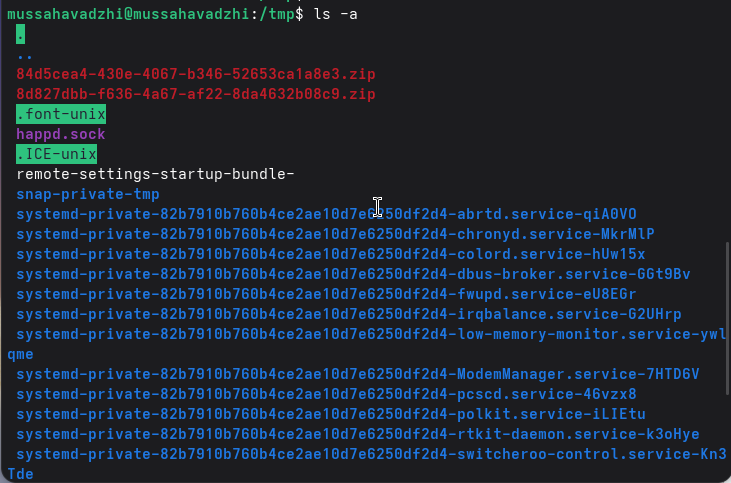 mussahavadzhi@mussahavadzhi:/tmp$ ls -a
.
..
84d5cea4-430e-4067-b346-52653ca1a8e3.zip
8d827dbb-f636-4a67-af22-8da4632b08c9.zip
.font-unix
happd.sock
.ICE-unix
remote-settings-startup-bundle-
snap-private-tmp
systemd-private-82b7910b760b4ce2ae10d7e6250df2d4-abrtd.service-qiA0VO
systemd-private-82b7910b760b4ce2ae10d7e6250df2d4-chronyd.service-MkrMlP
systemd-private-82b7910b760b4ce2ae10d7e6250df2d4-colord.service-hUw15x
systemd-private-82b7910b760b4ce2ae10d7e6250df2d4-dbus-broker.service-GGt9Bv
systemd-private-82b7910b760b4ce2ae10d7e6250df2d4-fwupd.service-eU8EGr
systemd-private-82b7910b760b4ce2ae10d7e6250df2d4-irqbalance.service-G2UHrp
systemd-private-82b7910b760b4ce2ae10d7e6250df2d4-low-memory-monitor.service-ywl
qme
systemd-private-82b7910b760b4ce2ae10d7e6250df2d4-ModemManager.service-7HTD6V
systemd-private-82b7910b760b4ce2ae10d7e6250df2d4-pcscd.service-46vzx8
systemd-private-82b7910b760b4ce2ae10d7e6250df2d4-polkit.service-iLIEtu
systemd-private-82b7910b760b4ce2ae10d7e6250df2d4-rtkit-daemon.service-k3oHye
systemd-private-82b7910b760b4ce2ae10d7e6250df2d4-switcheroo-control.service-Kn3
Tde